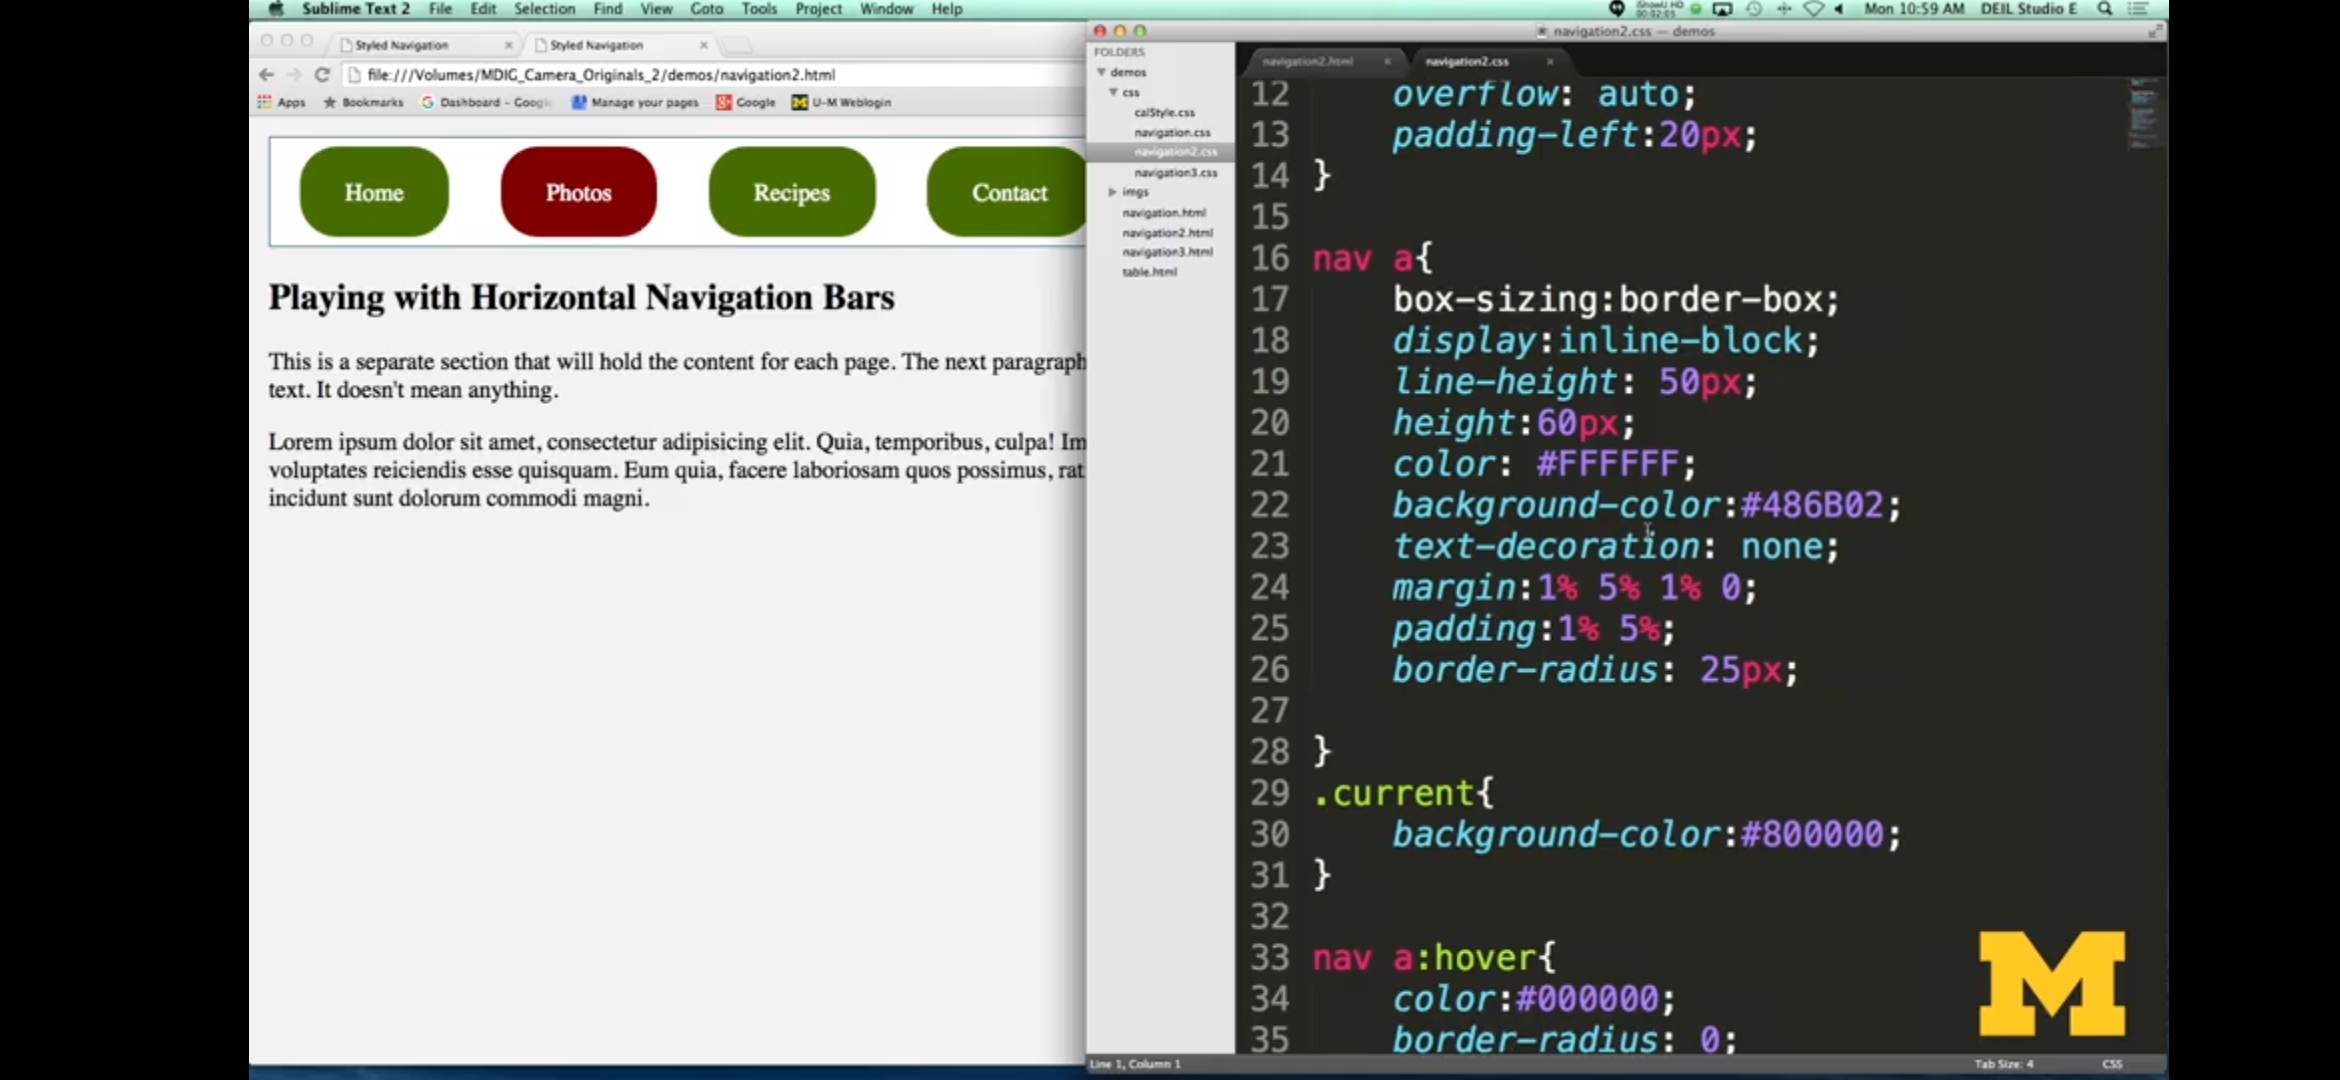 Sublime Text 2 File Edit Selection Find View Goto Tools Project Window Help
Mon 10:59 AM DEIL Studio E
Styled Navigation
Styled Navigation
file:///Volumes/MDIG_Camera_Originals_2/demos/navigation2.html
Apps Bookmarks Dashboard – Googl Manage your pages Google U-M Weblogin
Home Photos Recipes Contact
Playing with Horizontal Navigation Bars
This is a separate section that will hold the content for each page. The next paragraph
text. It doesn't mean anything.
Lorem ipsum dolor sit amet, consectetur adipisicing elit. Quia, temporibus, culpa! Im
voluptates reiciendis esse quisquam. Eum quia, facere laboriosam quos possimus, rat
incidunt sunt dolorum commodi magni.
navigation2.css — demos
FOLDERS
demos
css
calStyle.css
navigation.css
navigation2.css
navigation3.css
imgs
navigation.html
navigation2.html
navigation3.html
table.html
navigation2.html navigation2.css
12 overflow: auto;
13 padding-left:20px;
14 }
15
16 nav a{
17 box-sizing:border-box;
18 display:inline-block;
19 line-height: 50px;
20 height:60px;
21 color: #FFFFFF;
22 background-color:#486B02;
23 text-decoration: none;
24 margin:1% 5% 1% 0;
25 padding:1% 5%;
26 border-radius: 25px;
27
28 }
29 .current{
30 background-color:#800000;
31 }
32
33 nav a:hover{
34 color:#000000;
35 border-radius: 0;
M
Line 1, Column 1
Tab Size: 4 CSS